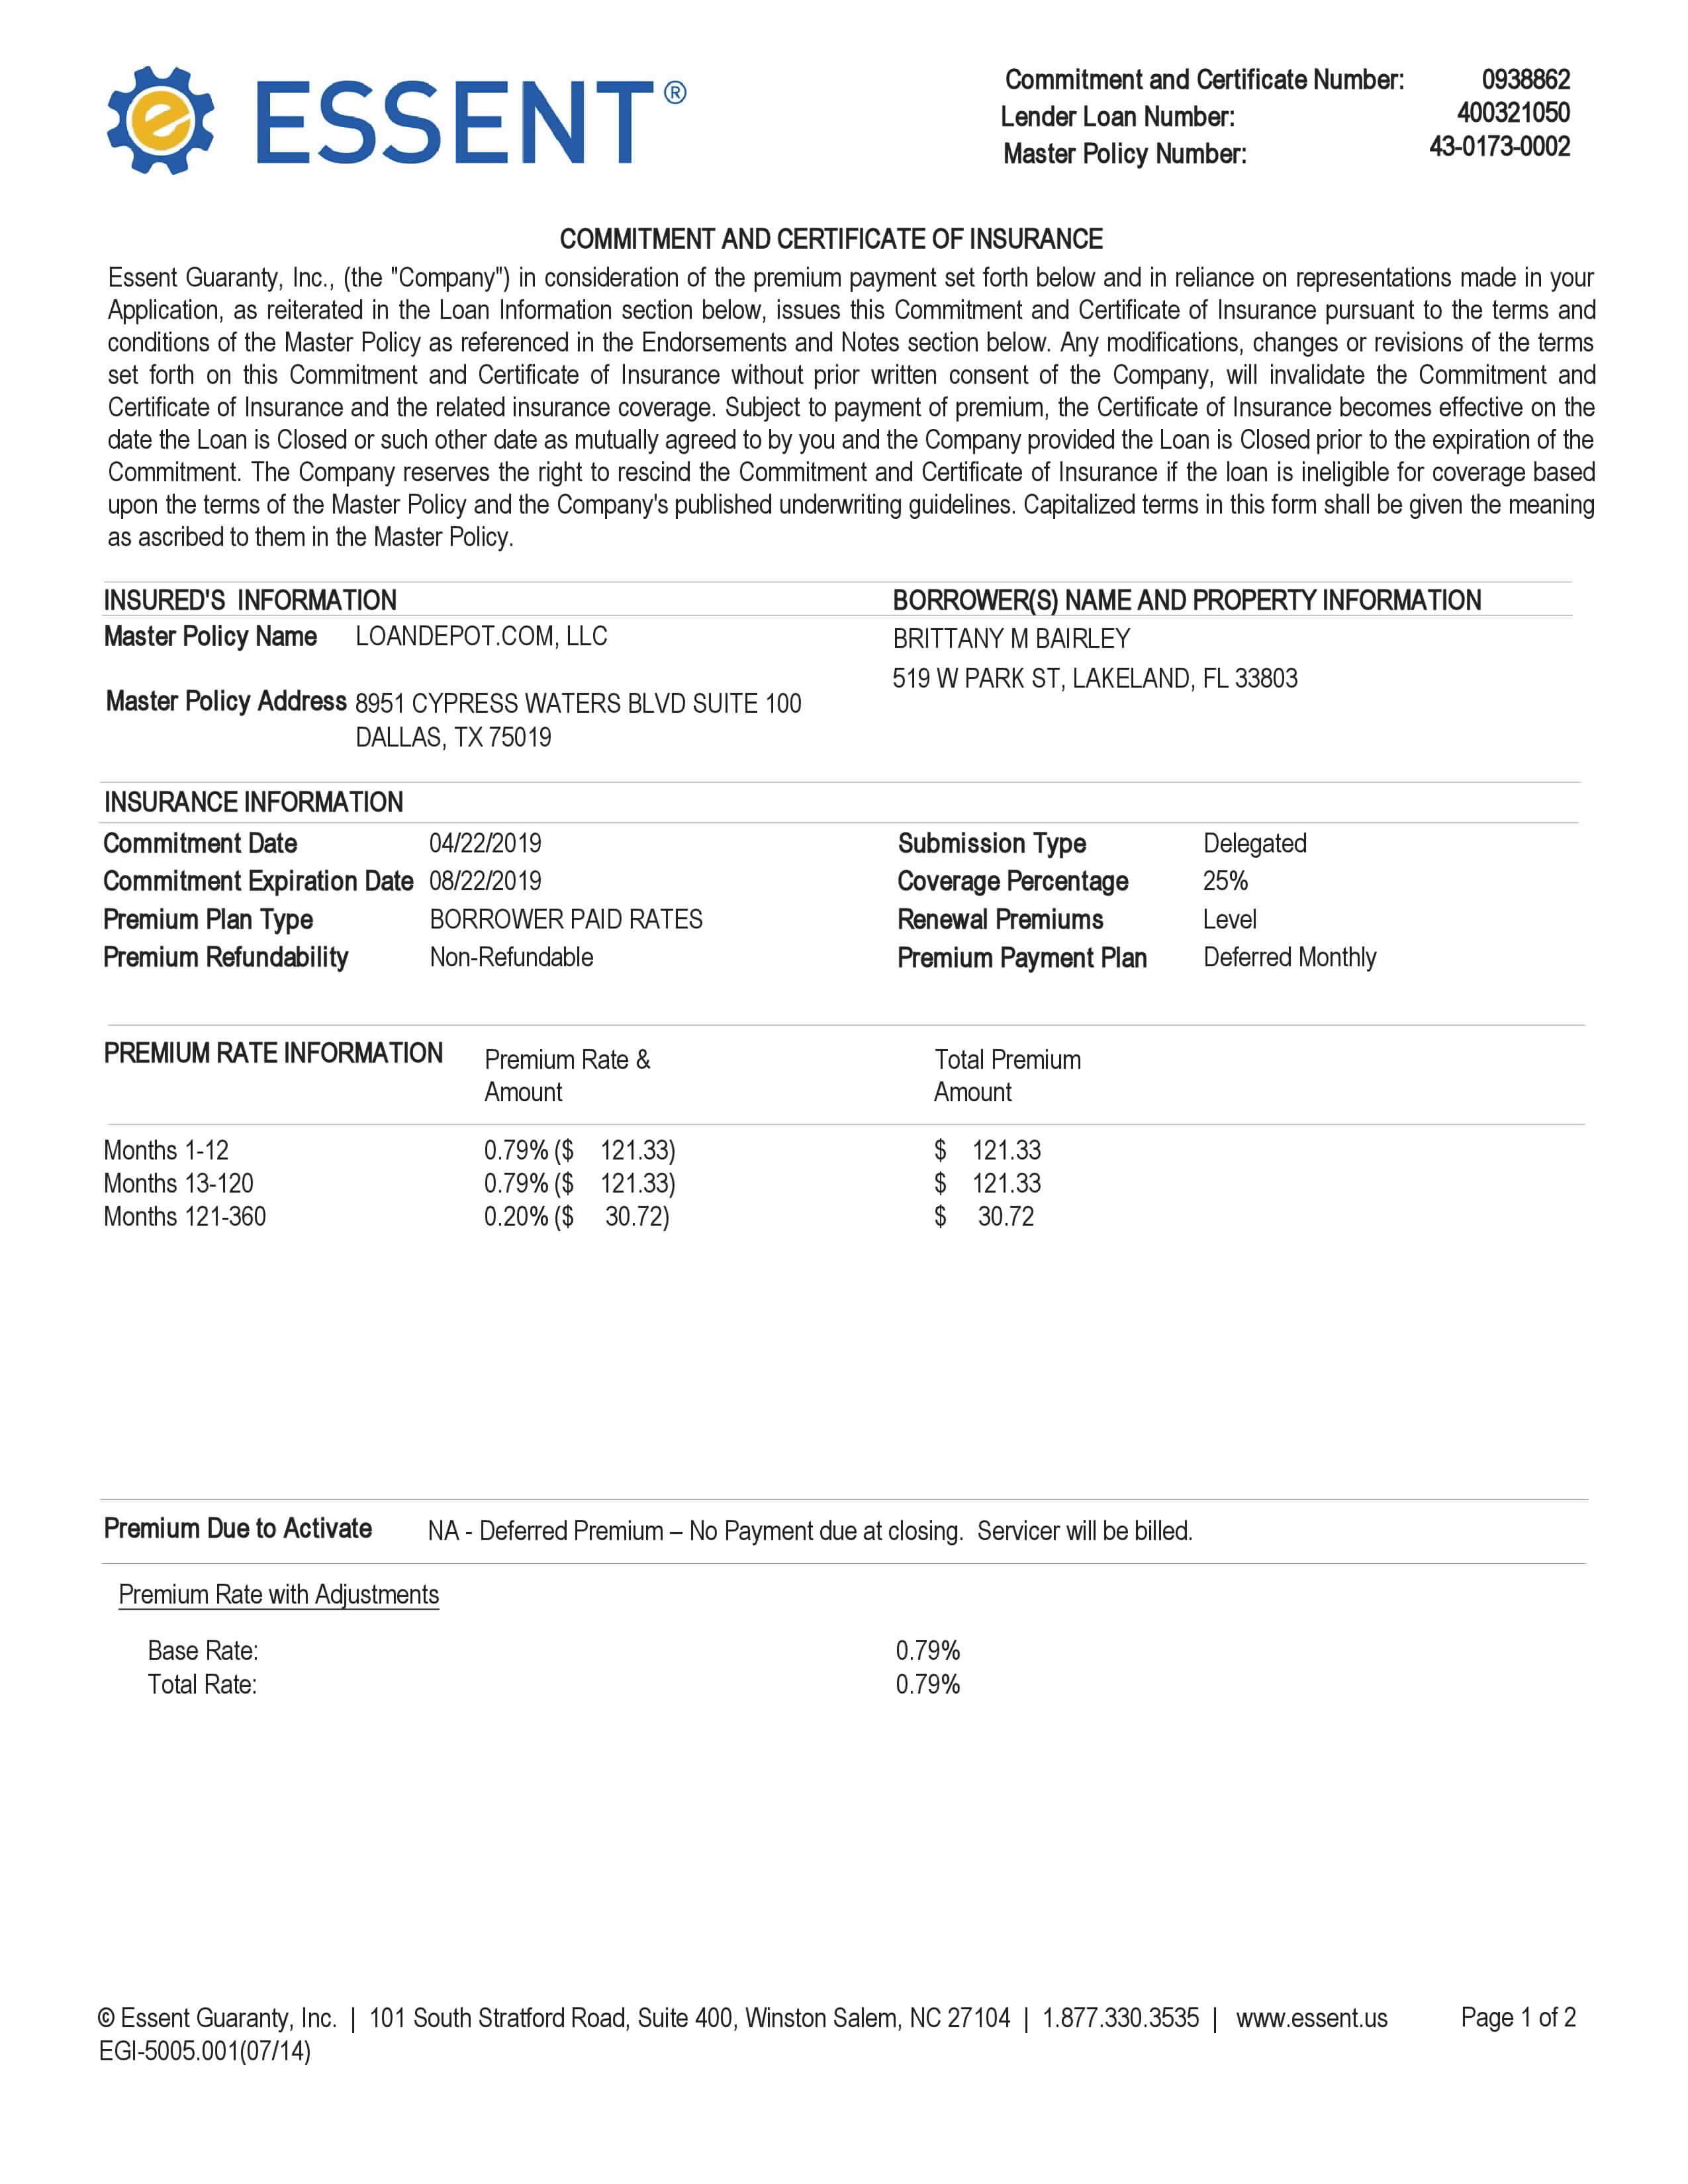 ESSENT®
Commitment and Certificate Number: 0938862
Lender Loan Number: 400321050
Master Policy Number: 43-0173-0002
COMMITMENT AND CERTIFICATE OF INSURANCE
Essent Guaranty, Inc., (the "Company") in consideration of the premium payment set forth below and in reliance on representations made in your
Application, as reiterated in the Loan Information section below, issues this Commitment and Certificate of Insurance pursuant to the terms and
conditions of the Master Policy as referenced in the Endorsements and Notes section below. Any modifications, changes or revisions of the terms
set forth on this Commitment and Certificate of Insurance without prior written consent of the Company, will invalidate the Commitment and
Certificate of Insurance and the related insurance coverage. Subject to payment of premium, the Certificate of Insurance becomes effective on the
date the Loan is Closed or such other date as mutually agreed to by you and the Company provided the Loan is Closed prior to the expiration of the
Commitment. The Company reserves the right to rescind the Commitment and Certificate of Insurance if the loan is ineligible for coverage based
upon the terms of the Master Policy and the Company's published underwriting guidelines. Capitalized terms in this form shall be given the meaning
as ascribed to them in the Master Policy.
INSURED'S INFORMATION BORROWER(S) NAME AND PROPERTY INFORMATION
Master Policy Name LOANDEPOT.COM, LLC BRITTANY M BAIRLEY
519 W PARK ST, LAKELAND, FL 33803
Master Policy Address 8951 CYPRESS WATERS BLVD SUITE 100
DALLAS, TX 75019
INSURANCE INFORMATION
Commitment Date 04/22/2019 Submission Type Delegated
Commitment Expiration Date 08/22/2019 Coverage Percentage 25%
Premium Plan Type BORROWER PAID RATES Renewal Premiums Level
Premium Refundability Non-Refundable Premium Payment Plan Deferred Monthly
PREMIUM RATE INFORMATION Premium Rate & Total Premium
Amount Amount
Months 1-12 0.79% ($ 121.33) $ 121.33
Months 13-120 0.79% ($ 121.33) $ 121.33
Months 121-360 0.20% ($ 30.72) $ 30.72
Premium Due to Activate NA - Deferred Premium – No Payment due at closing. Servicer will be billed.
Premium Rate with Adjustments
Base Rate: 0.79%
Total Rate: 0.79%
© Essent Guaranty, Inc. | 101 South Stratford Road, Suite 400, Winston Salem, NC 27104 | 1.877.330.3535 | www.essent.us Page 1 of 2
EGI-5005.001(07/14)